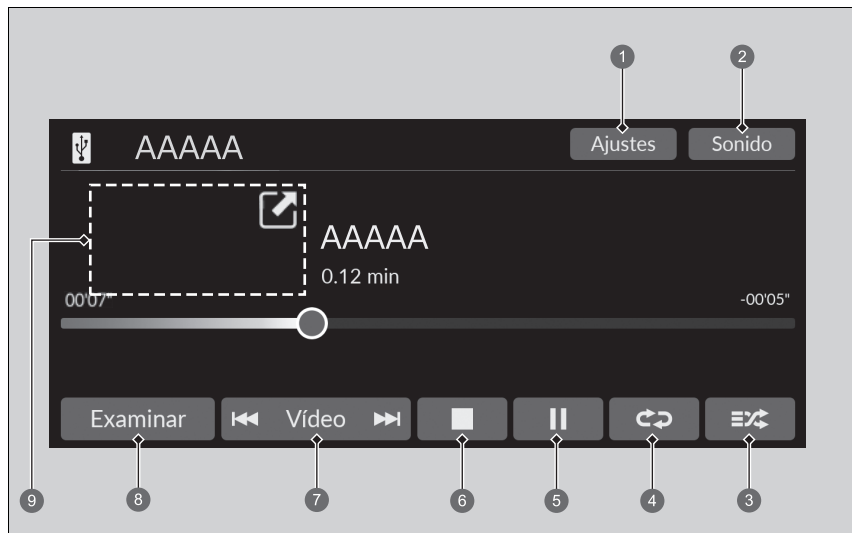 1 2
AAAAA Ajustes Sonido
AAAAA
0.12 min
00'07" -00'05"
Examinar Vídeo
9 8 7 6 5 4 3